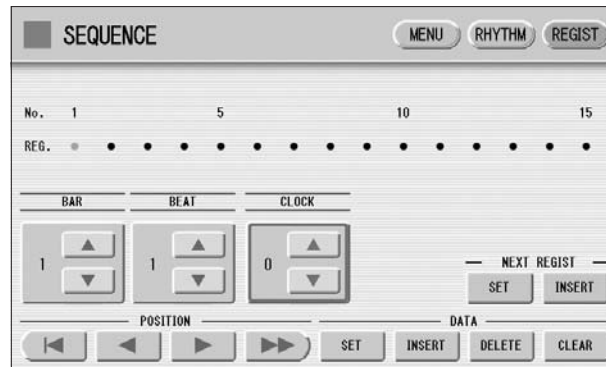 SEQUENCE MENU RHYTHM REGIST
No. 1 5 10 15
REG.
BAR BEAT CLOCK
1 1 0
NEXT REGIST
SET INSERT
POSITION DATA
SET INSERT DELETE CLEAR